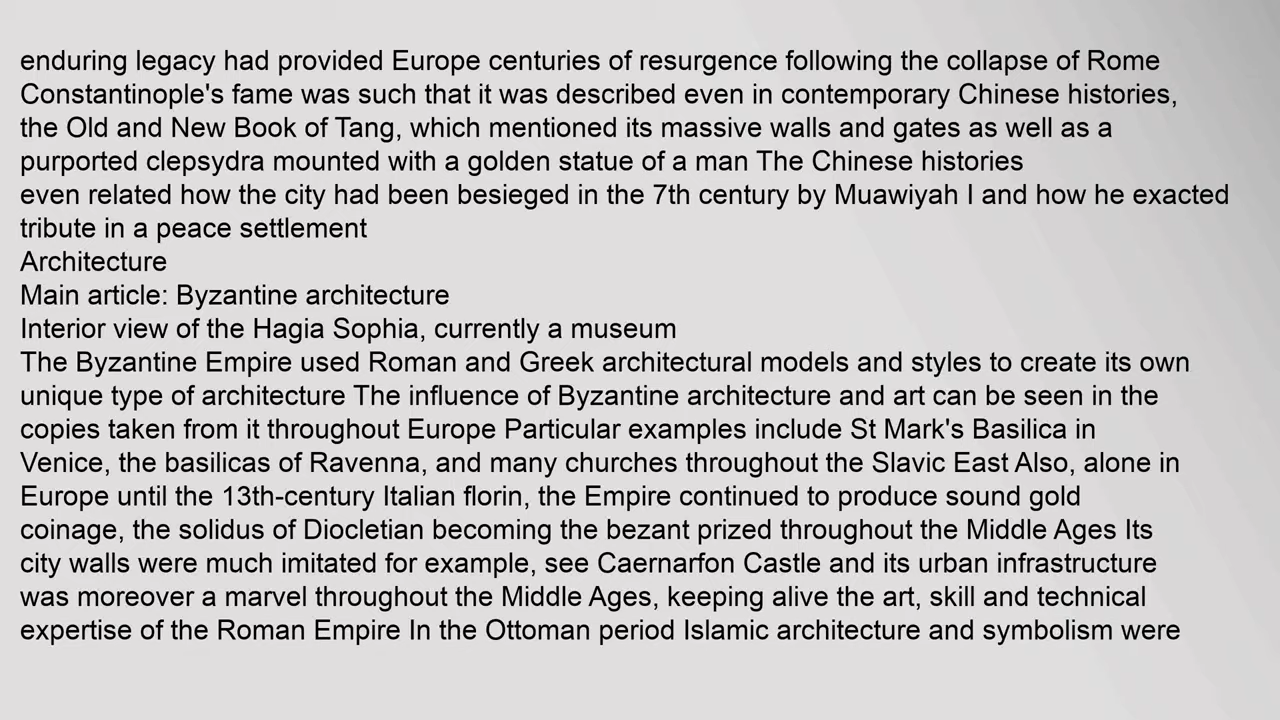 enduring legacy had provided Europe centuries of resurgence following the collapse of Rome
Constantinople's fame was such that it was described even in contemporary Chinese histories,
the Old and New Book of Tang, which mentioned its massive walls and gates as well as a
purported clepsydra mounted with a golden statue of a man The Chinese histories
even related how the city had been besieged in the 7th century by Muawiyah I and how he exacted
tribute in a peace settlement
Architecture
Main article: Byzantine architecture
Interior view of the Hagia Sophia, currently a museum
The Byzantine Empire used Roman and Greek architectural models and styles to create its own
unique type of architecture The influence of Byzantine architecture and art can be seen in the
copies taken from it throughout Europe Particular examples include St Mark's Basilica in
Venice, the basilicas of Ravenna, and many churches throughout the Slavic East Also, alone in
Europe until the 13th-century Italian florin, the Empire continued to produce sound gold
coinage, the solidus of Diocletian becoming the bezant prized throughout the Middle Ages Its
city walls were much imitated for example, see Caernarfon Castle and its urban infrastructure
was moreover a marvel throughout the Middle Ages, keeping alive the art, skill and technical
expertise of the Roman Empire In the Ottoman period Islamic architecture and symbolism were